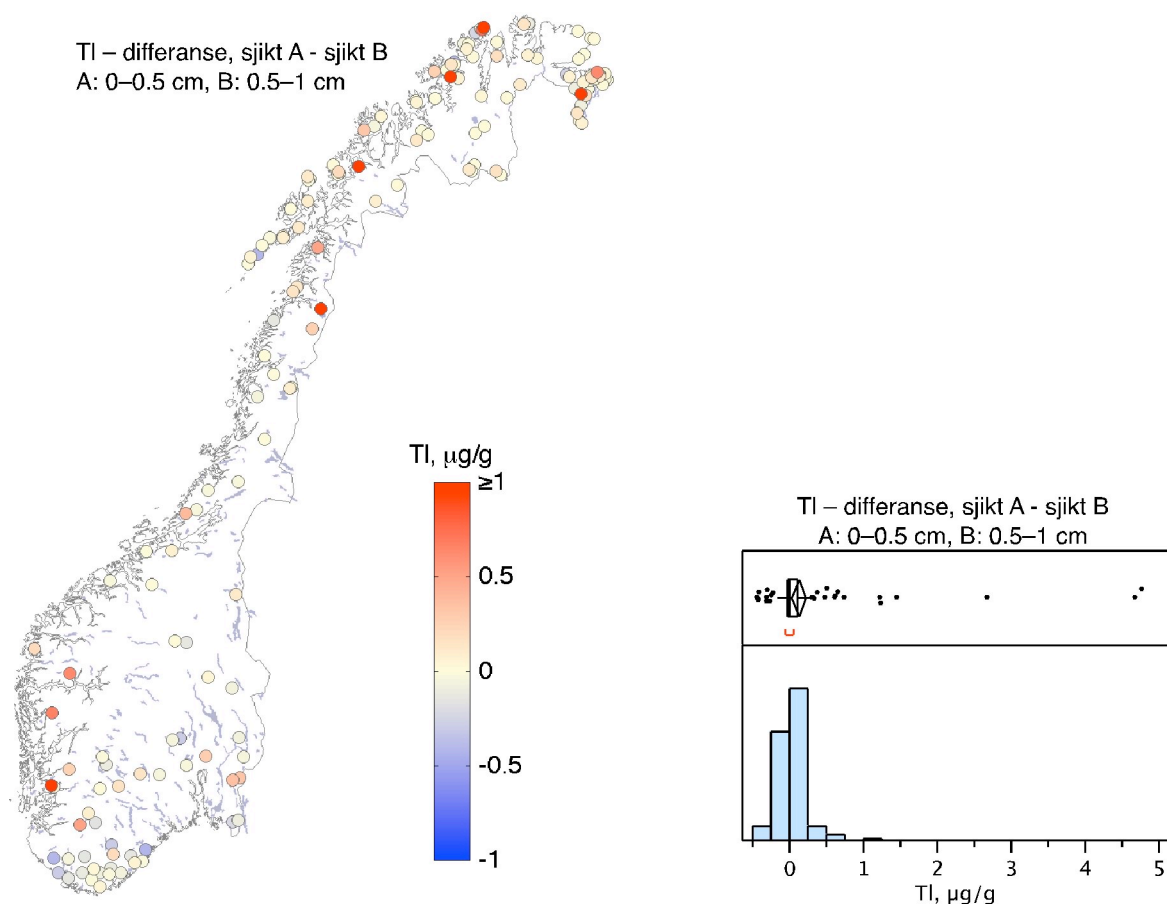 Tl – differanse, sjikt A - sjikt B
A: 0–0.5 cm, B: 0.5–1 cm
Tl, μg/g
≥1
0.5
0
-0.5
-1
Tl – differanse, sjikt A - sjikt B
A: 0–0.5 cm, B: 0.5–1 cm
0 1 2 3 4 5
Tl, μg/g